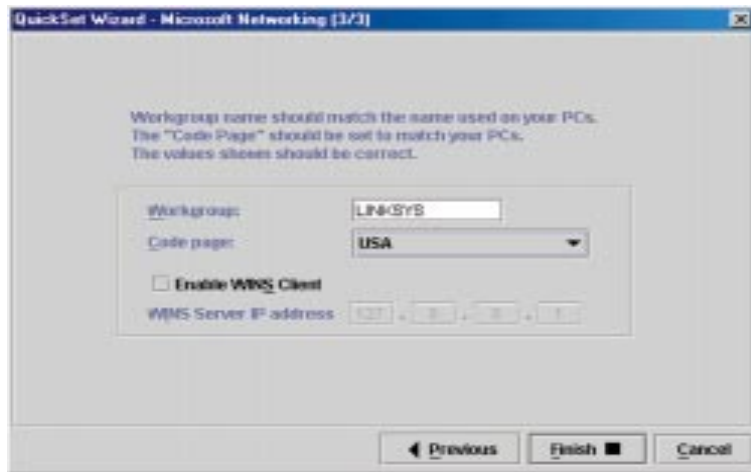 QuickSet Wizard - Microsoft Networking (3/3)
Workgroup name should match the name used on your PCs.
The "Code Page" should be set to match your PCs.
The values shown should be correct.
Workgroup: LINKSYS
Code page: USA
Enable WINS Client
WINS Server IP address 127 . 0 . 0 . 1
Previous Finish Cancel